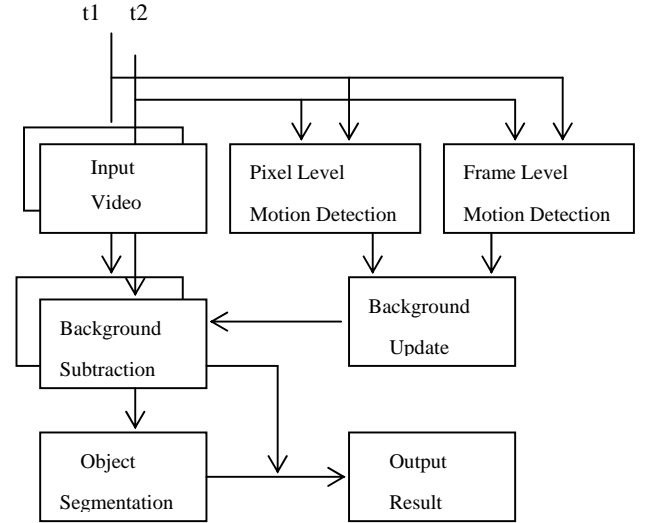 t1 t2
Input
Video
Pixel Level
Motion Detection
Frame Level
Motion Detection
Background
Subtraction
Background
Update
Object
Segmentation
Output
Result